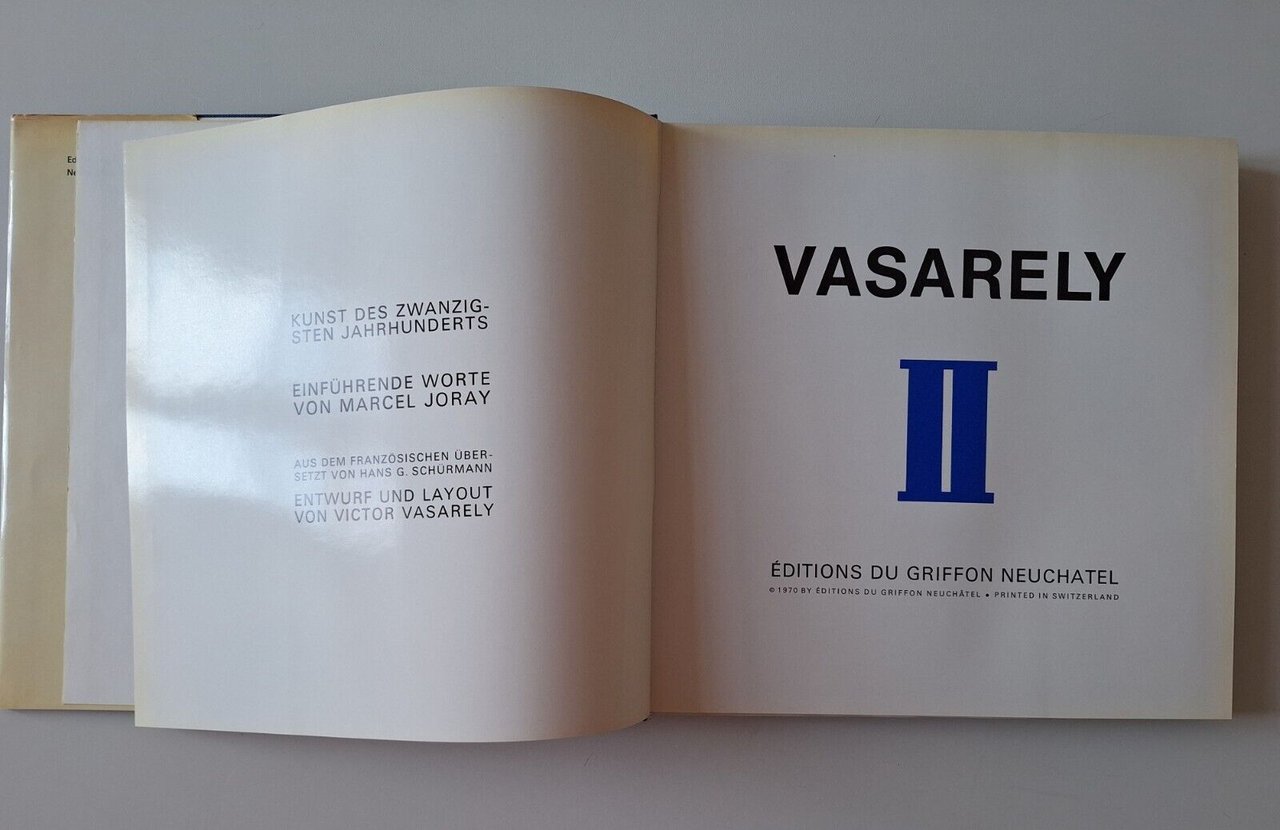 Ed
Ne
KUNST DES ZWANZIG-
STEN JAHRHUNDERTS
EINFÜHRENDE WORTE
VON MARCEL JORAY
AUS DEM FRANZÖSISCHEN ÜBER-
SETZT VON HANS G. SCHÜRMANN
ENTWURF UND LAYOUT
VON VICTOR VASARELY
VASARELY
II
ÉDITIONS DU GRIFFON NEUCHATEL
© 1970 BY ÉDITIONS DU GRIFFON NEUCHÂTEL • PRINTED IN SWITZERLAND